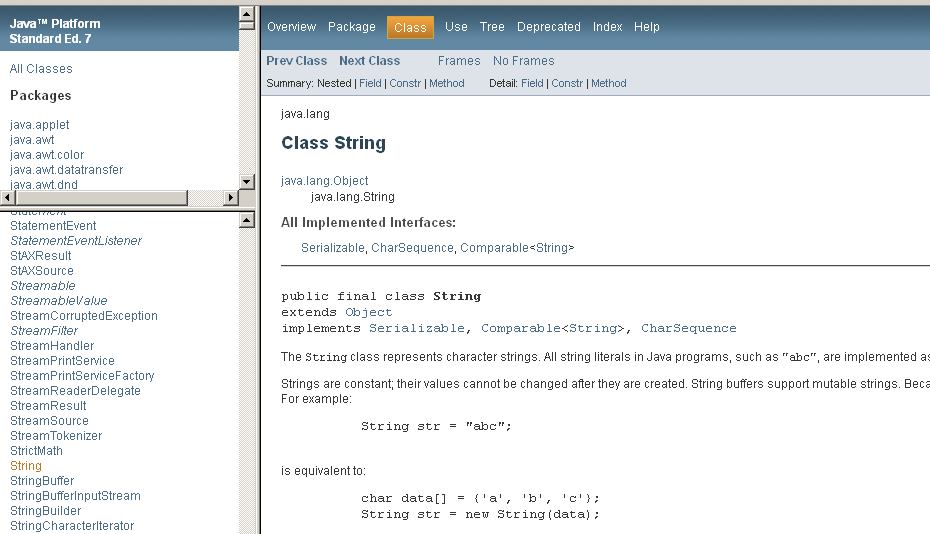 Java™ Platform
Standard Ed. 7
All Classes
Packages
java.applet
java.awt
java.awt.color
java.awt.datatransfer
java.awt.dnd
Statement
StatementEvent
StatementEventListener
StAXResult
StAXSource
Streamable
StreamableValue
StreamCorruptedException
StreamFilter
StreamHandler
StreamPrintService
StreamPrintServiceFactory
StreamReaderDelegate
StreamResult
StreamSource
StreamTokenizer
StrictMath
String
StringBuffer
StringBufferInputStream
StringBuilder
StringCharacterIterator
Overview Package Class Use Tree Deprecated Index Help
Prev Class Next Class Frames No Frames
Summary: Nested | Field | Constr | Method Detail: Field | Constr | Method
java.lang
Class String
java.lang.Object
java.lang.String
All Implemented Interfaces:
Serializable, CharSequence, Comparable<String>
public final class String
extends Object
implements Serializable, Comparable<String>, CharSequence
The String class represents character strings. All string literals in Java programs, such as "abc", are implemented as
Strings are constant; their values cannot be changed after they are created. String buffers support mutable strings. Beca
For example:
String str = "abc";
is equivalent to:
char data[] = {'a', 'b', 'c'};
String str = new String(data);